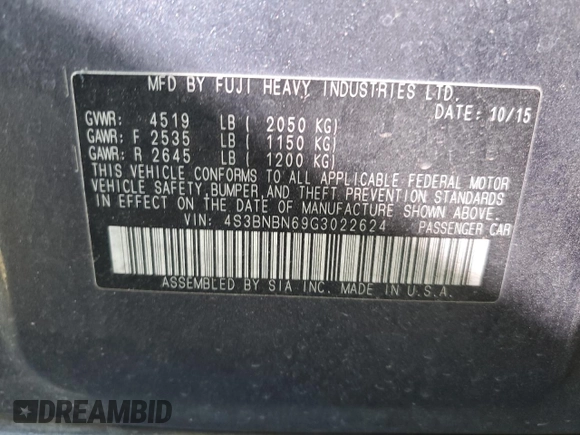 MFD BY FUJI HEAVY INDUSTRIES LTD.
DATE: 10/15
GVWR: 4519 LB ( 2050 KG)
GAWR: F 2535 LB ( 1150 KG)
GAWR: R 2645 LB ( 1200 KG)
THIS VEHICLE CONFORMS TO ALL APPLICABLE FEDERAL MOTOR
VEHICLE SAFETY, BUMPER, AND THEFT PREVENTION STANDARDS
IN EFFECT ON THE DATE OF MANUFACTURE SHOWN ABOVE.
VIN: 4S3BNBN69G3022624 PASSENGER CAR
ASSEMBLED BY SIA INC. MADE IN U.S.A.
DREAMBID